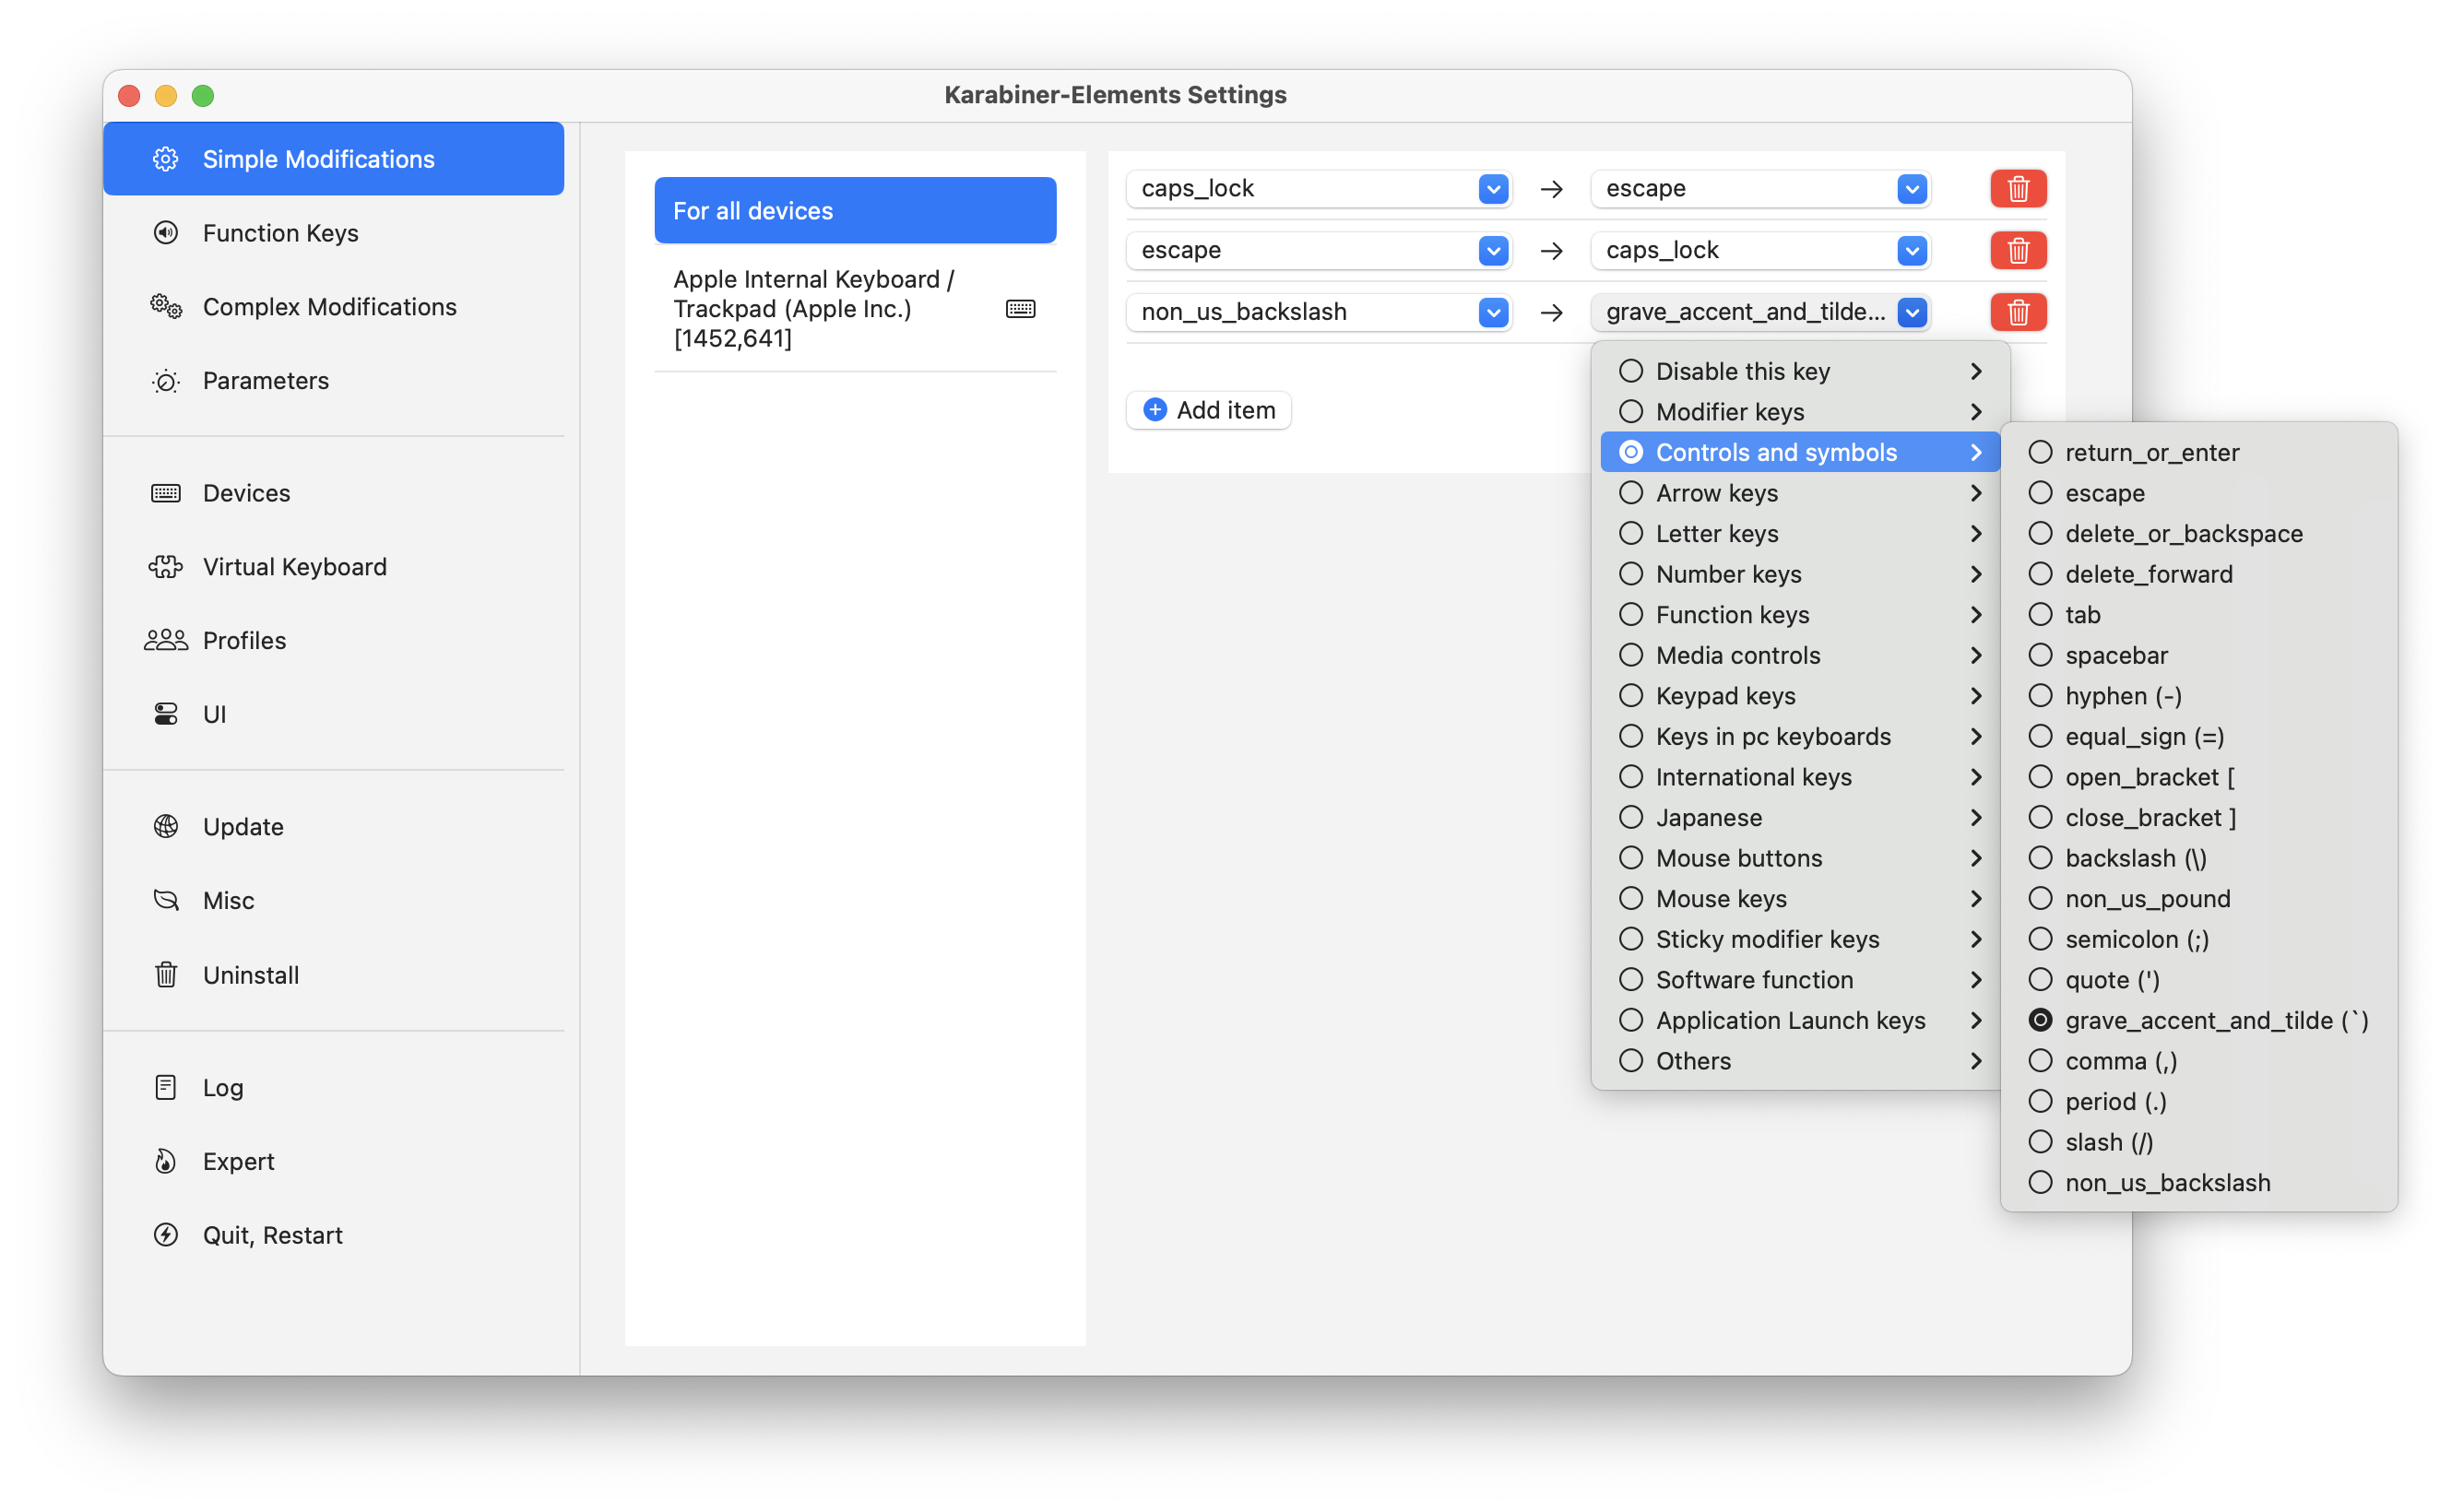 Karabiner-Elements Settings
Simple Modifications
Function Keys
Complex Modifications
Parameters
Devices
Virtual Keyboard
Profiles
UI
Update
Misc
Uninstall
Log
Expert
Quit, Restart
For all devices
Apple Internal Keyboard /
Trackpad (Apple Inc.)
[1452,641]
caps_lock → escape
escape → caps_lock
non_us_backslash → grave_accent_and_tilde...
Add item
Disable this key
Modifier keys
Controls and symbols
Arrow keys
Letter keys
Number keys
Function keys
Media controls
Keypad keys
Keys in pc keyboards
International keys
Japanese
Mouse buttons
Mouse keys
Sticky modifier keys
Software function
Application Launch keys
Others
return_or_enter
escape
delete_or_backspace
delete_forward
tab
spacebar
hyphen (-)
equal_sign (=)
open_bracket [
close_bracket ]
backslash (\)
non_us_pound
semicolon (;)
quote (')
grave_accent_and_tilde (`)
comma (,)
period (.)
slash (/)
non_us_backslash